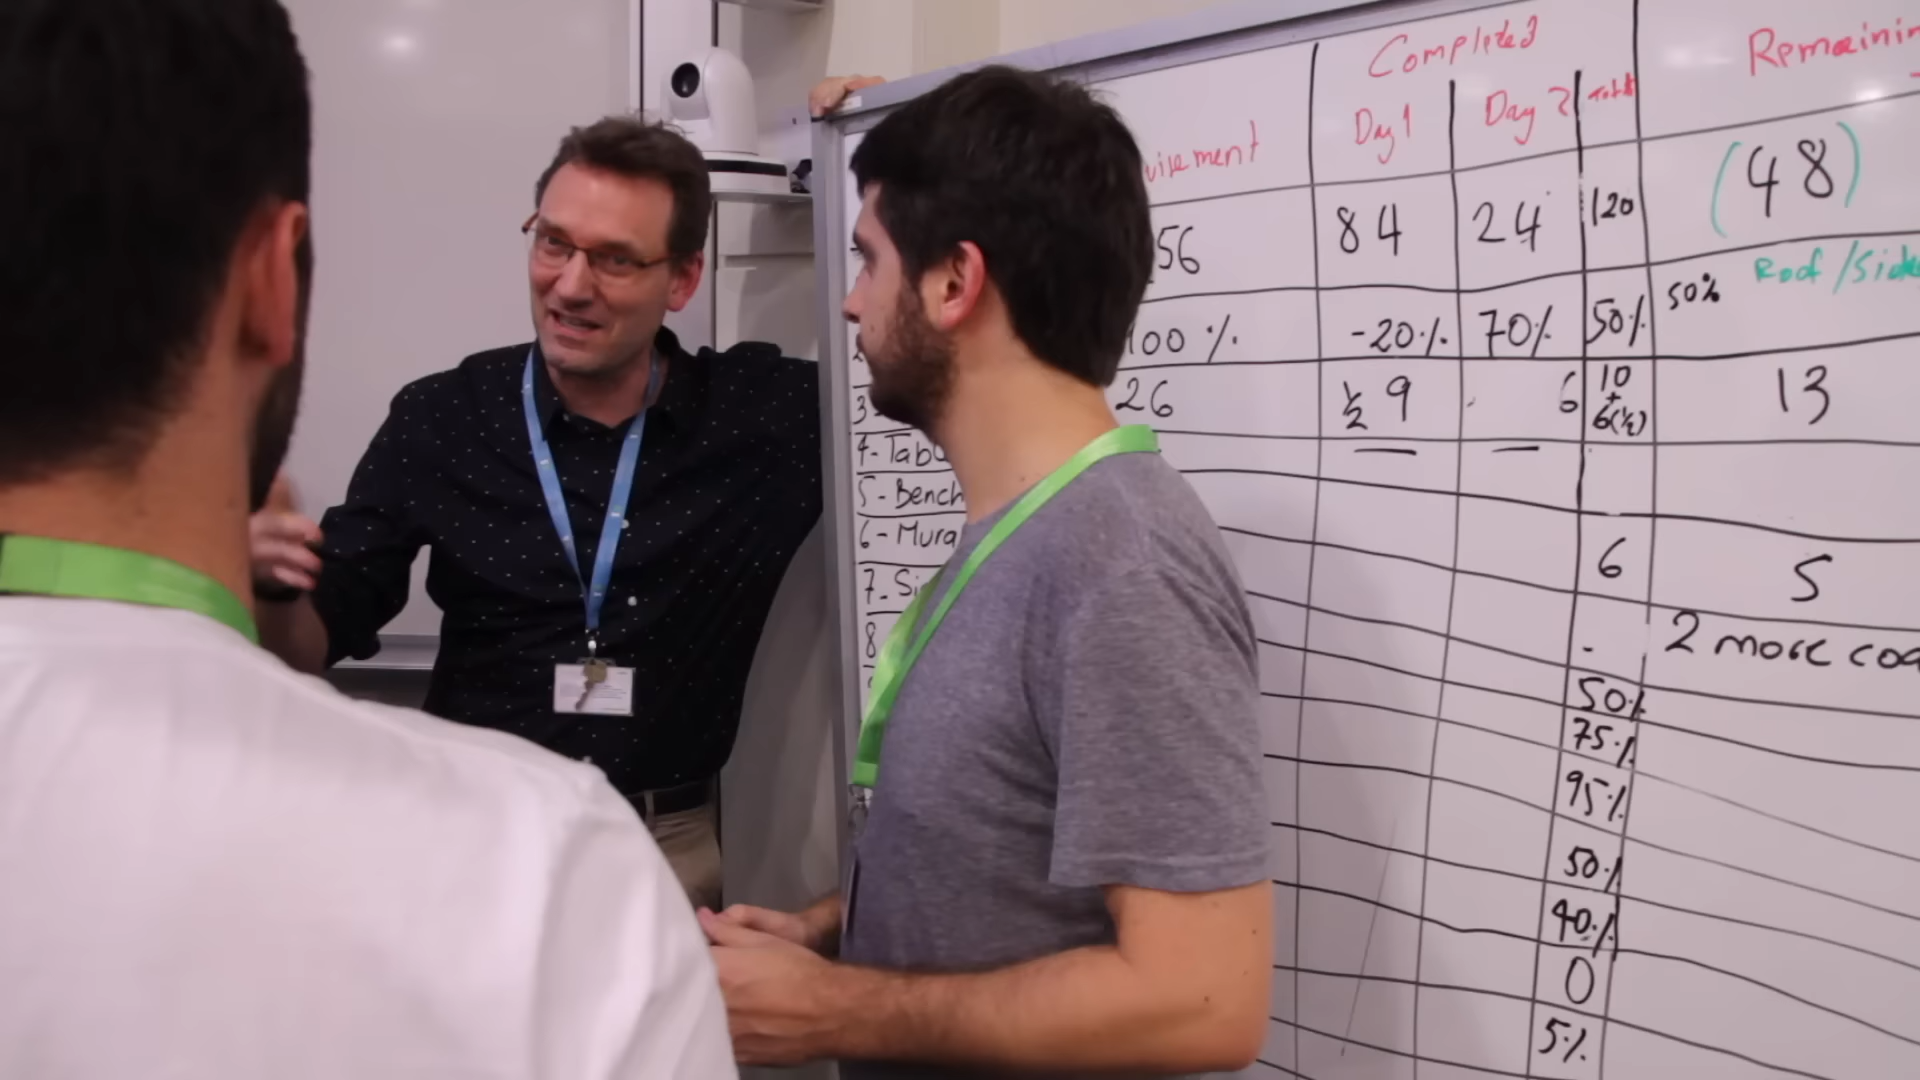 Completed Remainin
Day 1 Day 2 Total
uirement
56 84 24 120 (48)
100 % -20% 70% 50% 50% Roof/Side
3 26 ½ 9 6 10 + 6(½) 13
4- Tab — —
5- Bench
6- Mura 6 5
7- Si - 2 more coa
8 50%
75%
95%
50%
40%
0
5%